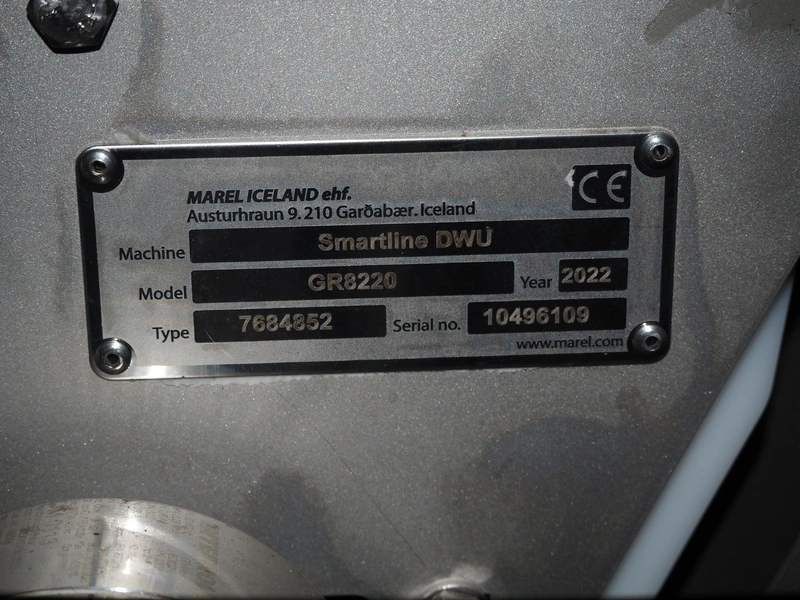 MAREL ICELAND ehf.
Austurhraun 9. 210 Garðabær. Iceland
CE
Machine Smartline DWU
Model GR8220 Year 2022
Type 7684852 Serial no. 10496109
www.marel.com